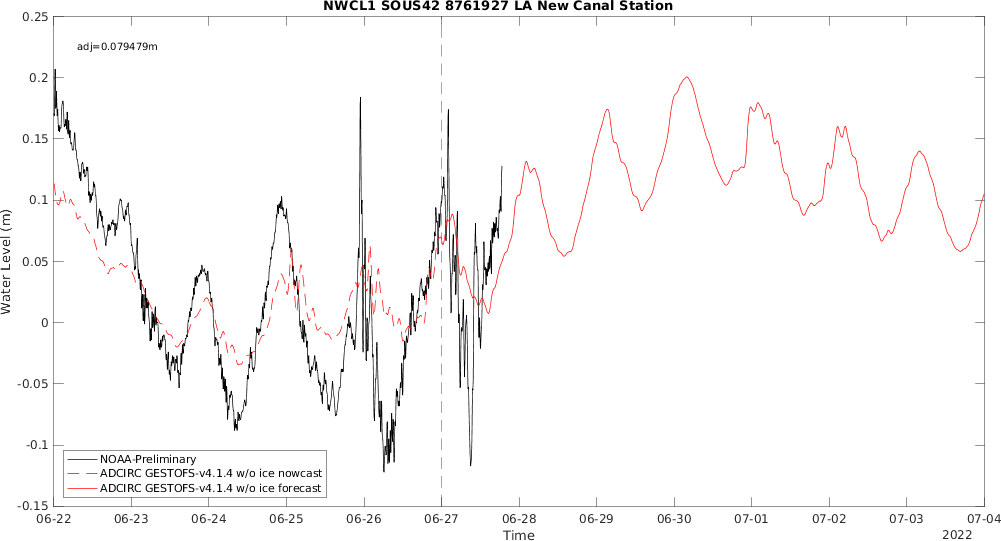 NWCL1 SOUS42 8761927 LA New Canal Station
adj=0.079479m
0.25
0.2
0.15
0.1
0.05
0
-0.05
-0.1
-0.15
Water Level (m)
NOAA-Preliminary
ADCIRC GESTOFS-v4.1.4 w/o ice nowcast
ADCIRC GESTOFS-v4.1.4 w/o ice forecast
06-22 06-23 06-24 06-25 06-26 06-27 06-28 06-29 06-30 07-01 07-02 07-03 07-04
Time
2022